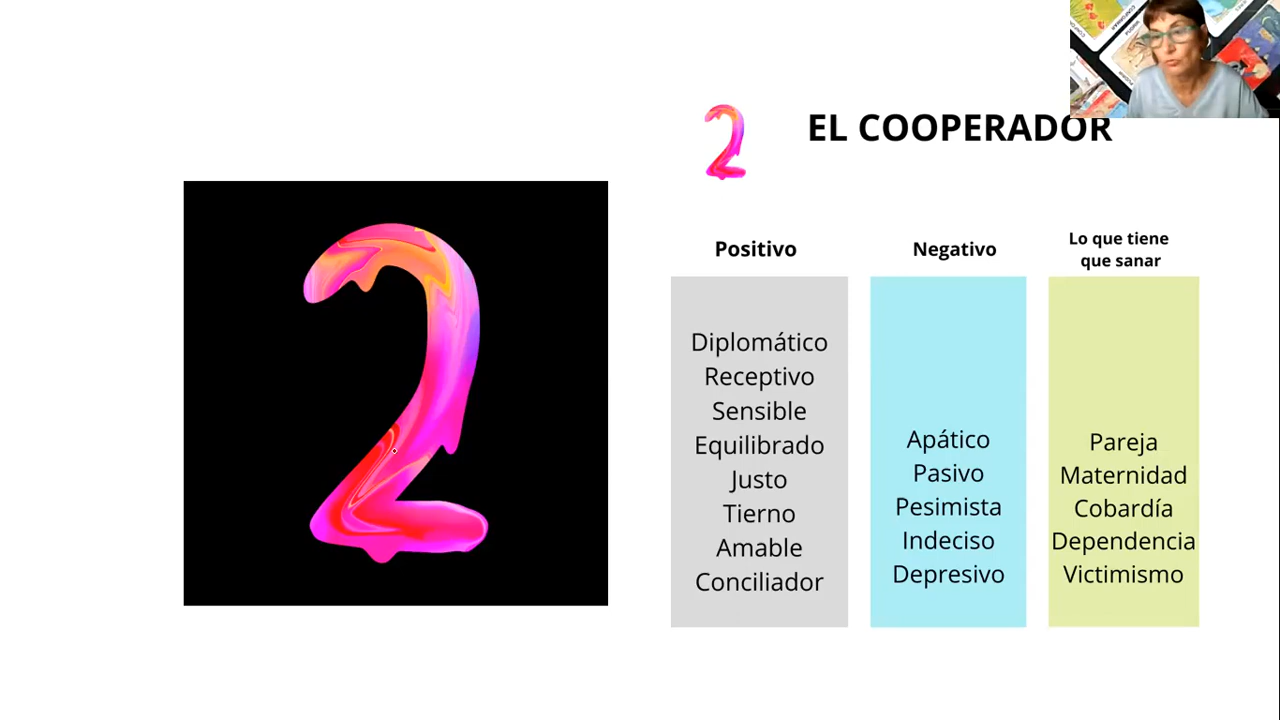 2
EL COOPERADOR
2
Positivo
Diplomático
Receptivo
Sensible
Equilibrado
Justo
Tierno
Amable
Conciliador
Negativo
Apático
Pasivo
Pesimista
Indeciso
Depresivo
Lo que tiene
que sanar
Pareja
Maternidad
Cobardía
Dependencia
Victimismo